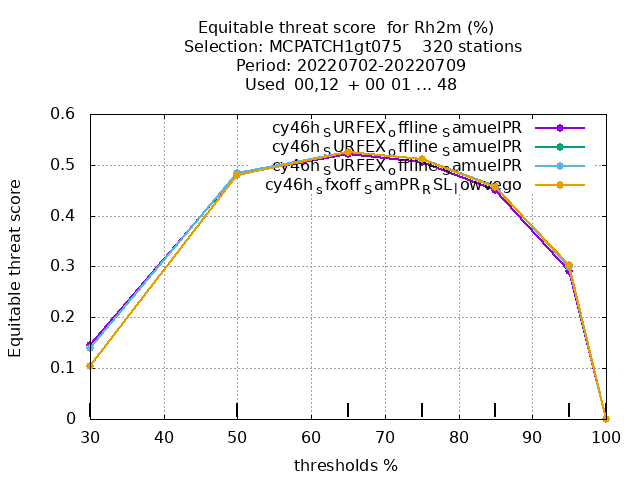 Equitable threat score for Rh2m (%)
Selection: MCPATCH1gt075 320 stations
Period: 20220702-20220709
Used 00,12 + 00 01 ... 48
cy46hSURFEXofflineSamuelPR
cy46hSURFEXofflineSamuelPR
cy46hSURFEXofflineSamuelPR
cy46hsfxoffSamPRRSLlowvego
Equitable threat score
0.6
0.5
0.4
0.3
0.2
0.1
0
30 40 50 60 70 80 90 100
thresholds %